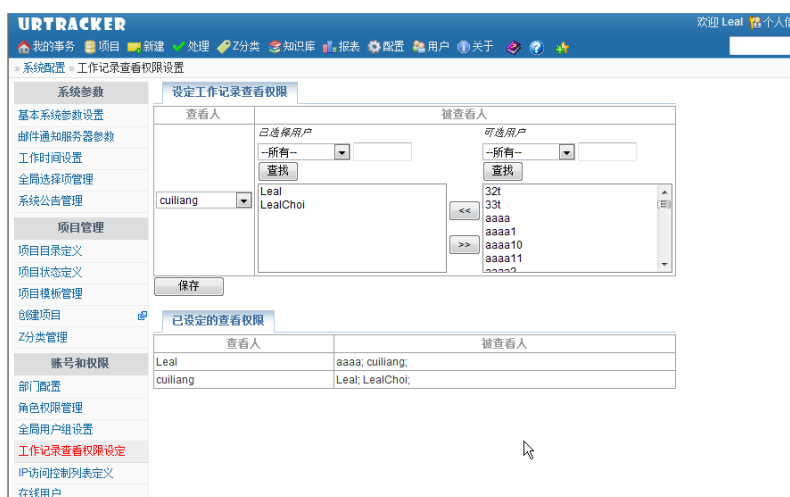 URTRACKER
欢迎 Leal 个人信
我的事务 项目 新建 处理 Z分类 知识库 报表 配置 用户 关于
» 系统配置 » 工作记录查看权限设置
系统参数
基本系统参数设置
邮件通知服务器参数
工作时间设置
全局选择项管理
系统公告管理
项目管理
项目目录定义
项目状态定义
项目模板管理
创建项目
Z分类管理
账号和权限
部门配置
角色权限管理
全局用户组设置
工作记录查看权限设定
IP访问控制列表定义
在线用户
设定工作记录查看权限
查看人 被查看人
已选择用户 可选用户
--所有-- --所有--
查找 查找
cuiliang
Leal
LealChoi
<<
>>
32t
33t
aaaa
aaaa1
aaaa10
aaaa11
aaaa2
保存
已设定的查看权限
查看人 被查看人
Leal aaaa; cuiliang;
cuiliang Leal; LealChoi;